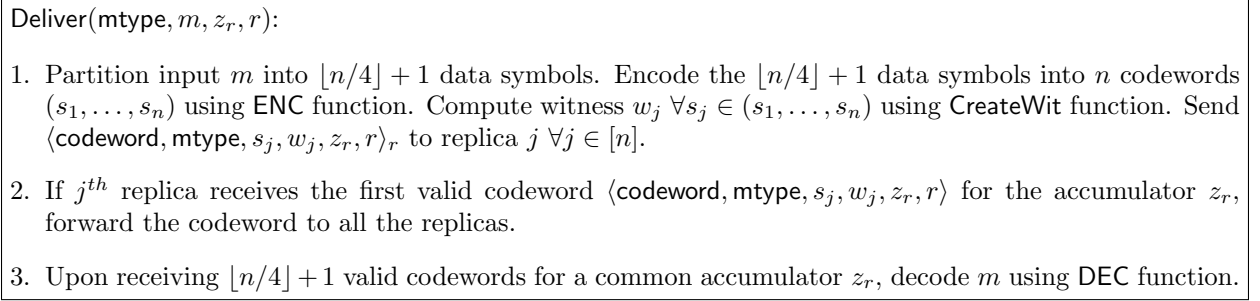 Deliver(mtype, m, z_r, r):
1. Partition input m into ⌊n/4⌋ + 1 data symbols. Encode the ⌊n/4⌋ + 1 data symbols into n codewords
(s_1, . . . , s_n) using ENC function. Compute witness w_j ∀s_j ∈ (s_1, . . . , s_n) using CreateWit function. Send
⟨codeword, mtype, s_j, w_j, z_r, r⟩_r to replica j ∀j ∈ [n].
2. If j^{th} replica receives the first valid codeword ⟨codeword, mtype, s_j, w_j, z_r, r⟩ for the accumulator z_r,
forward the codeword to all the replicas.
3. Upon receiving ⌊n/4⌋ + 1 valid codewords for a common accumulator z_r, decode m using DEC function.